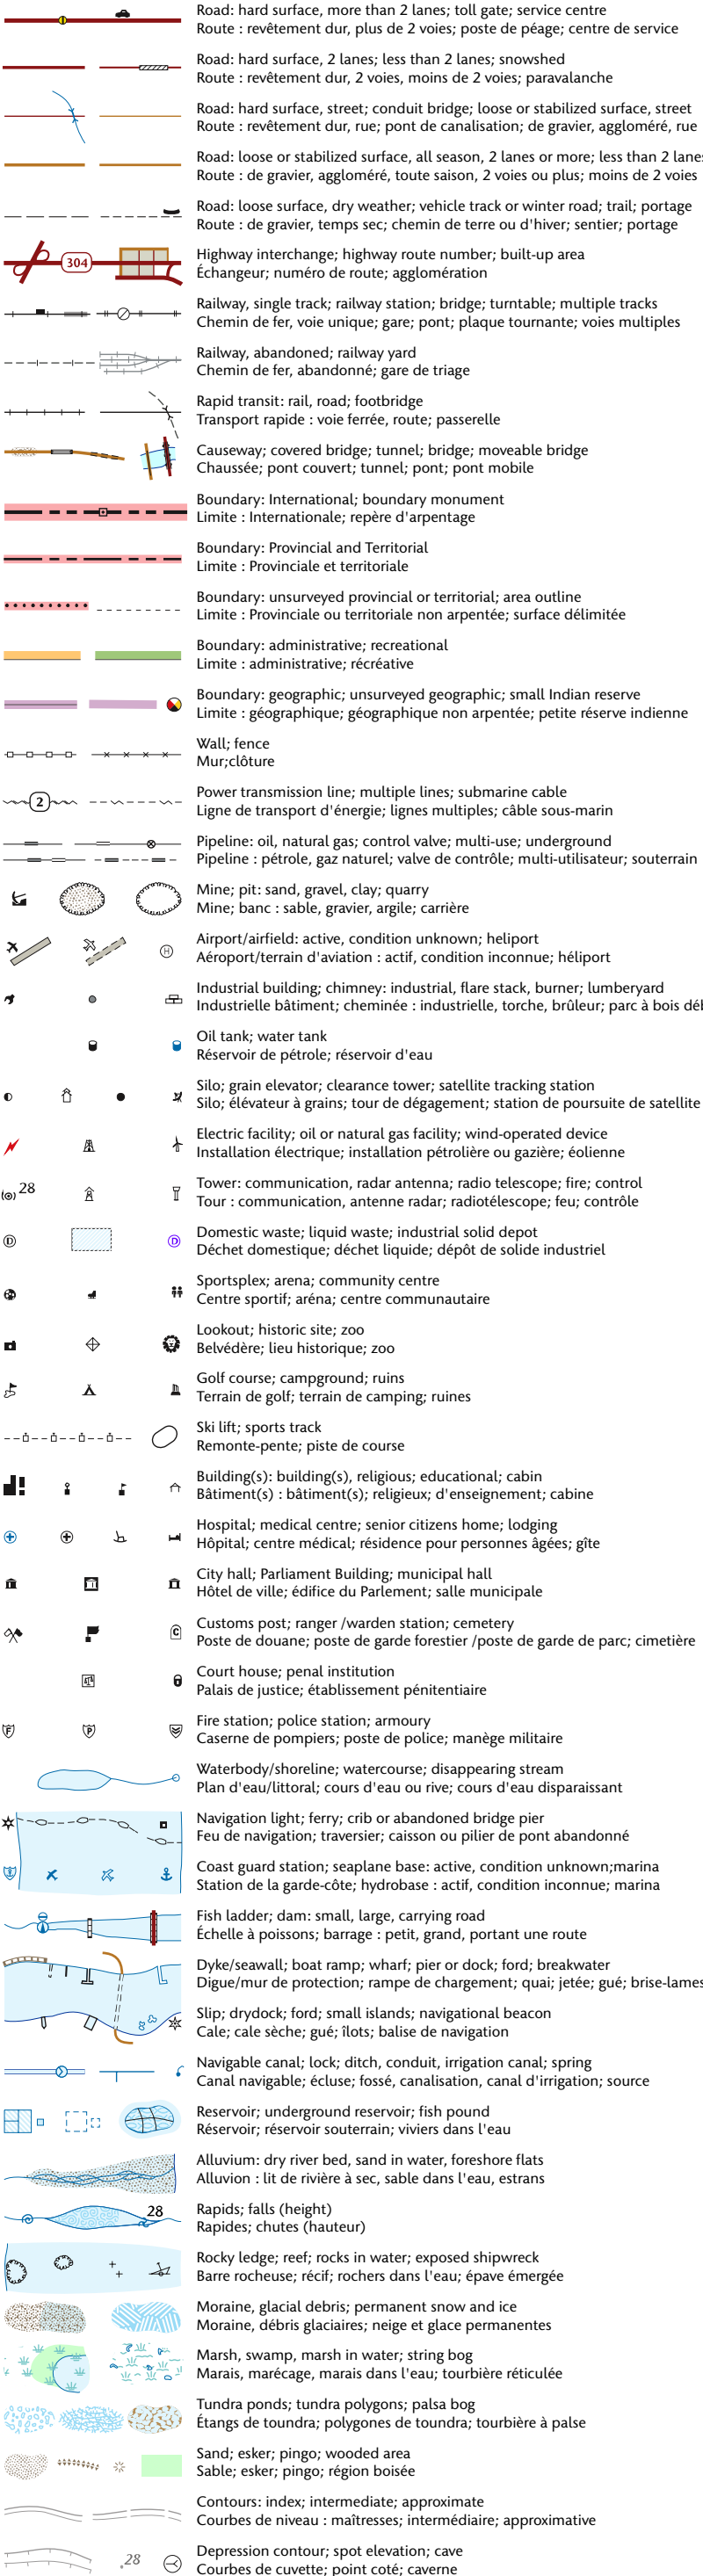 Road: hard surface, more than 2 lanes; toll gate; service centre
Route : revêtement dur, plus de 2 voies; poste de péage; centre de service
Road: hard surface, 2 lanes; less than 2 lanes; snowshed
Route : revêtement dur, 2 voies, moins de 2 voies; paravalanche
Road: hard surface, street; conduit bridge; loose or stabilized surface, street
Route : revêtement dur, rue; pont de canalisation; de gravier, aggloméré, rue
Road: loose or stabilized surface, all season, 2 lanes or more; less than 2 lanes
Route : de gravier, aggloméré, toute saison, 2 voies ou plus; moins de 2 voies
Road: loose surface, dry weather; vehicle track or winter road; trail; portage
Route : de gravier, temps sec; chemin de terre ou d'hiver; sentier; portage
304
Highway interchange; highway route number; built-up area
Échangeur; numéro de route; agglomération
Railway, single track; railway station; bridge; turntable; multiple tracks
Chemin de fer, voie unique; gare; pont; plaque tournante; voies multiples
Railway, abandoned; railway yard
Chemin de fer, abandonné; gare de triage
Rapid transit: rail, road; footbridge
Transport rapide : voie ferrée, route; passerelle
Causeway; covered bridge; tunnel; bridge; moveable bridge
Chaussée; pont couvert; tunnel; pont; pont mobile
Boundary: International; boundary monument
Limite : Internationale; repère d'arpentage
Boundary: Provincial and Territorial
Limite : Provinciale et territoriale
Boundary: unsurveyed provincial or territorial; area outline
Limite : Provinciale ou territoriale non arpentée; surface délimitée
Boundary: administrative; recreational
Limite : administrative; récréative
Boundary: geographic; unsurveyed geographic; small Indian reserve
Limite : géographique; géographique non arpentée; petite réserve indienne
Wall; fence
Mur;clôture
2
Power transmission line; multiple lines; submarine cable
Ligne de transport d'énergie; lignes multiples; câble sous-marin
Pipeline: oil, natural gas; control valve; multi-use; underground
Pipeline : pétrole, gaz naturel; valve de contrôle; multi-utilisateur; souterrain
Mine; pit: sand, gravel, clay; quarry
Mine; banc : sable, gravier, argile; carrière
H
Airport/airfield: active, condition unknown; heliport
Aéroport/terrain d'aviation : actif, condition inconnue; héliport
Industrial building; chimney: industrial, flare stack, burner; lumberyard
Industrielle bâtiment; cheminée : industrielle, torche, brûleur; parc à bois dé
Oil tank; water tank
Réservoir de pétrole; réservoir d'eau
Silo; grain elevator; clearance tower; satellite tracking station
Silo; élévateur à grains; tour de dégagement; station de poursuite de satellite
Electric facility; oil or natural gas facility; wind-operated device
Installation électrique; installation pétrolière ou gazière; éolienne
28
Tower: communication, radar antenna; radio telescope; fire; control
Tour : communication, antenne radar; radiotélescope; feu; contrôle
D
D
Domestic waste; liquid waste; industrial solid depot
Déchet domestique; déchet liquide; dépôt de solide industriel
Sportsplex; arena; community centre
Centre sportif; aréna; centre communautaire
Lookout; historic site; zoo
Belvédère; lieu historique; zoo
Golf course; campground; ruins
Terrain de golf; terrain de camping; ruines
Ski lift; sports track
Remonte-pente; piste de course
Building(s): building(s), religious; educational; cabin
Bâtiment(s) : bâtiment(s); religieux; d'enseignement; cabine
Hospital; medical centre; senior citizens home; lodging
Hôpital; centre médical; résidence pour personnes âgées; gîte
City hall; Parliament Building; municipal hall
Hôtel de ville; édifice du Parlement; salle municipale
C
Customs post; ranger /warden station; cemetery
Poste de douane; poste de garde forestier /poste de garde de parc; cimetière
Court house; penal institution
Palais de justice; établissement pénitentiaire
F
P
Fire station; police station; armoury
Caserne de pompiers; poste de police; manège militaire
Waterbody/shoreline; watercourse; disappearing stream
Plan d'eau/littoral; cours d'eau ou rive; cours d'eau disparaissant
Navigation light; ferry; crib or abandoned bridge pier
Feu de navigation; traversier; caisson ou pilier de pont abandonné
Coast guard station; seaplane base: active, condition unknown;marina
Station de la garde-côte; hydrobase : actif, condition inconnue; marina
Fish ladder; dam: small, large, carrying road
Échelle à poissons; barrage : petit, grand, portant une route
Dyke/seawall; boat ramp; wharf; pier or dock; ford; breakwater
Digue/mur de protection; rampe de chargement; quai; jetée; gué; brise-lames
Slip; drydock; ford; small islands; navigational beacon
Cale; cale sèche; gué; îlots; balise de navigation
Navigable canal; lock; ditch, conduit, irrigation canal; spring
Canal navigable; écluse; fossé, canalisation, canal d'irrigation; source
Reservoir; underground reservoir; fish pound
Réservoir; réservoir souterrain; viviers dans l'eau
Alluvium: dry river bed, sand in water, foreshore flats
Alluvion : lit de rivière à sec, sable dans l'eau, estrans
28
Rapids; falls (height)
Rapides; chutes (hauteur)
Rocky ledge; reef; rocks in water; exposed shipwreck
Barre rocheuse; récif; rochers dans l'eau; épave émergée
Moraine, glacial debris; permanent snow and ice
Moraine, débris glaciaires; neige et glace permanentes
Marsh, swamp, marsh in water; string bog
Marais, marécage, marais dans l'eau; tourbière réticulée
Tundra ponds; tundra polygons; palsa bog
Étangs de toundra; polygones de toundra; tourbière à palse
Sand; esker; pingo; wooded area
Sable; esker; pingo; région boisée
Contours: index; intermediate; approximate
Courbes de niveau : maîtresses; intermédiaire; approximative
.28
Depression contour; spot elevation; cave
Courbes de cuvette; point coté; caverne